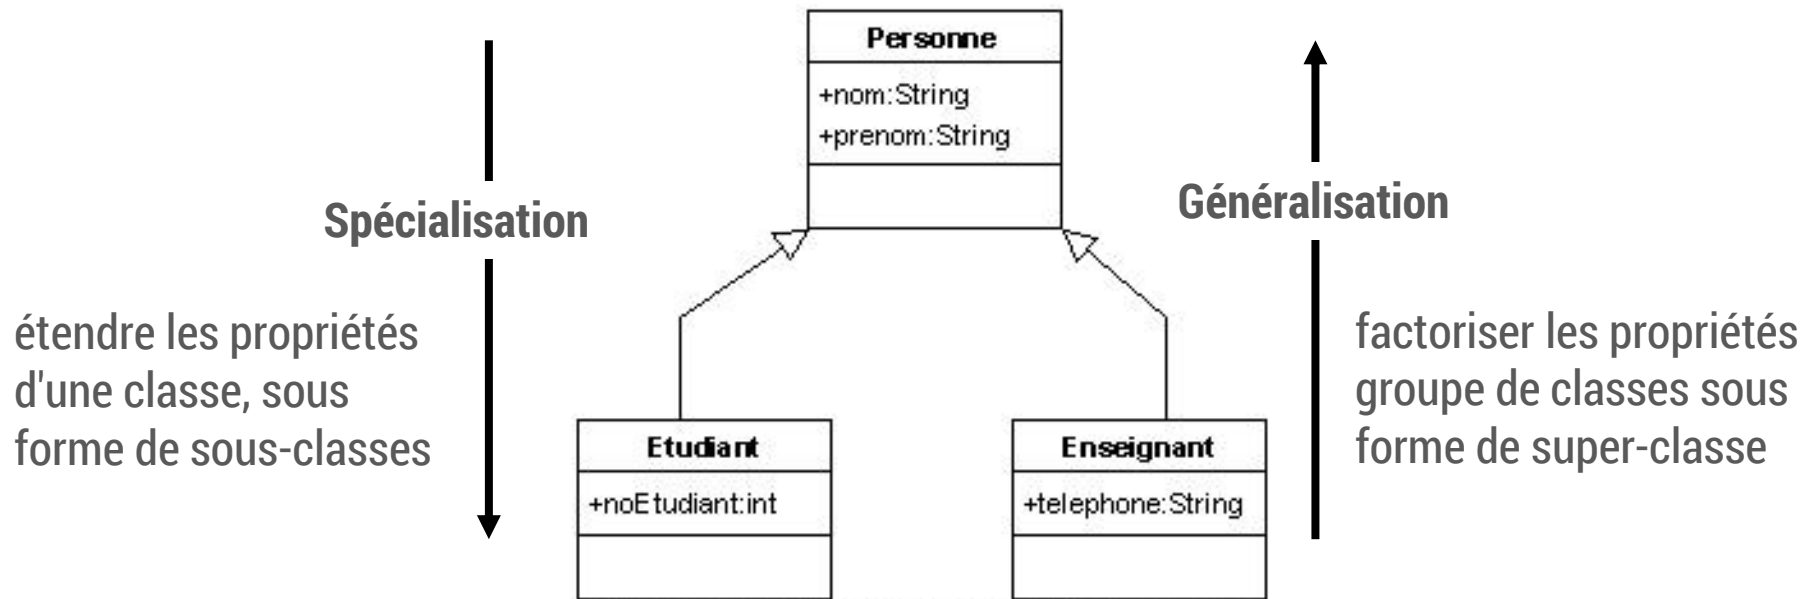 Personne
+nom:String
+prenom:String
Spécialisation
Généralisation
étendre les propriétés
d'une classe, sous
forme de sous-classes
factoriser les propriétés
groupe de classes sous
forme de super-classe
Etudiant
+noEtudiant:int
Enseignant
+telephone:String